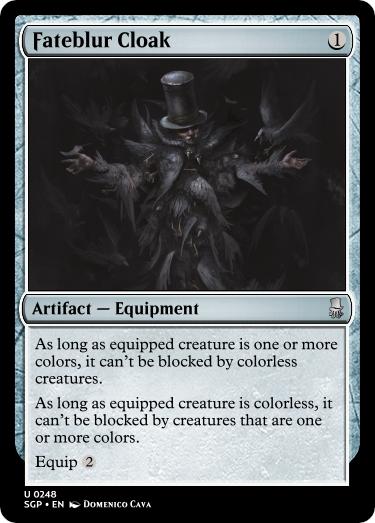 Fateblur Cloak 1
Artifact — Equipment
As long as equipped creature is one or more
colors, it can't be blocked by colorless
creatures.
As long as equipped creature is colorless, it
can't be blocked by creatures that are one
or more colors.
Equip 2
U 0248
SGP • EN Domenico Cava